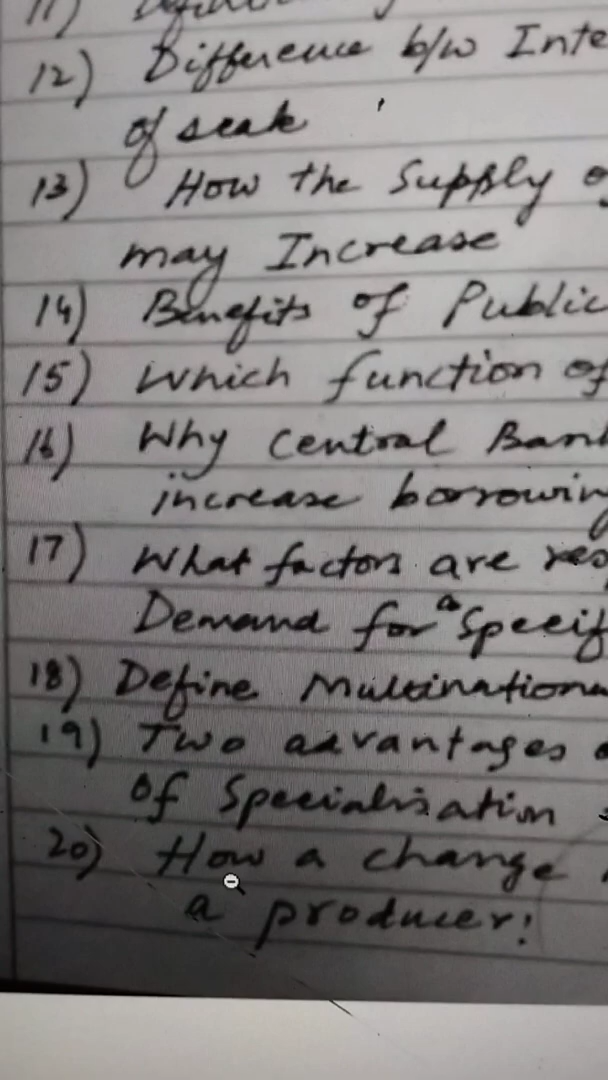 11)
12) Difference b/w Inte
of scale
13) How the Supply o
may Increase
14) Benefits of Public
15) Which function of
16) Why Central Ban
increase borrowin
17) What factors are res
Demand for a Specif
18) Define Multinationa
19) Two advantages o
of Specialisation
20) How a change
a producer!